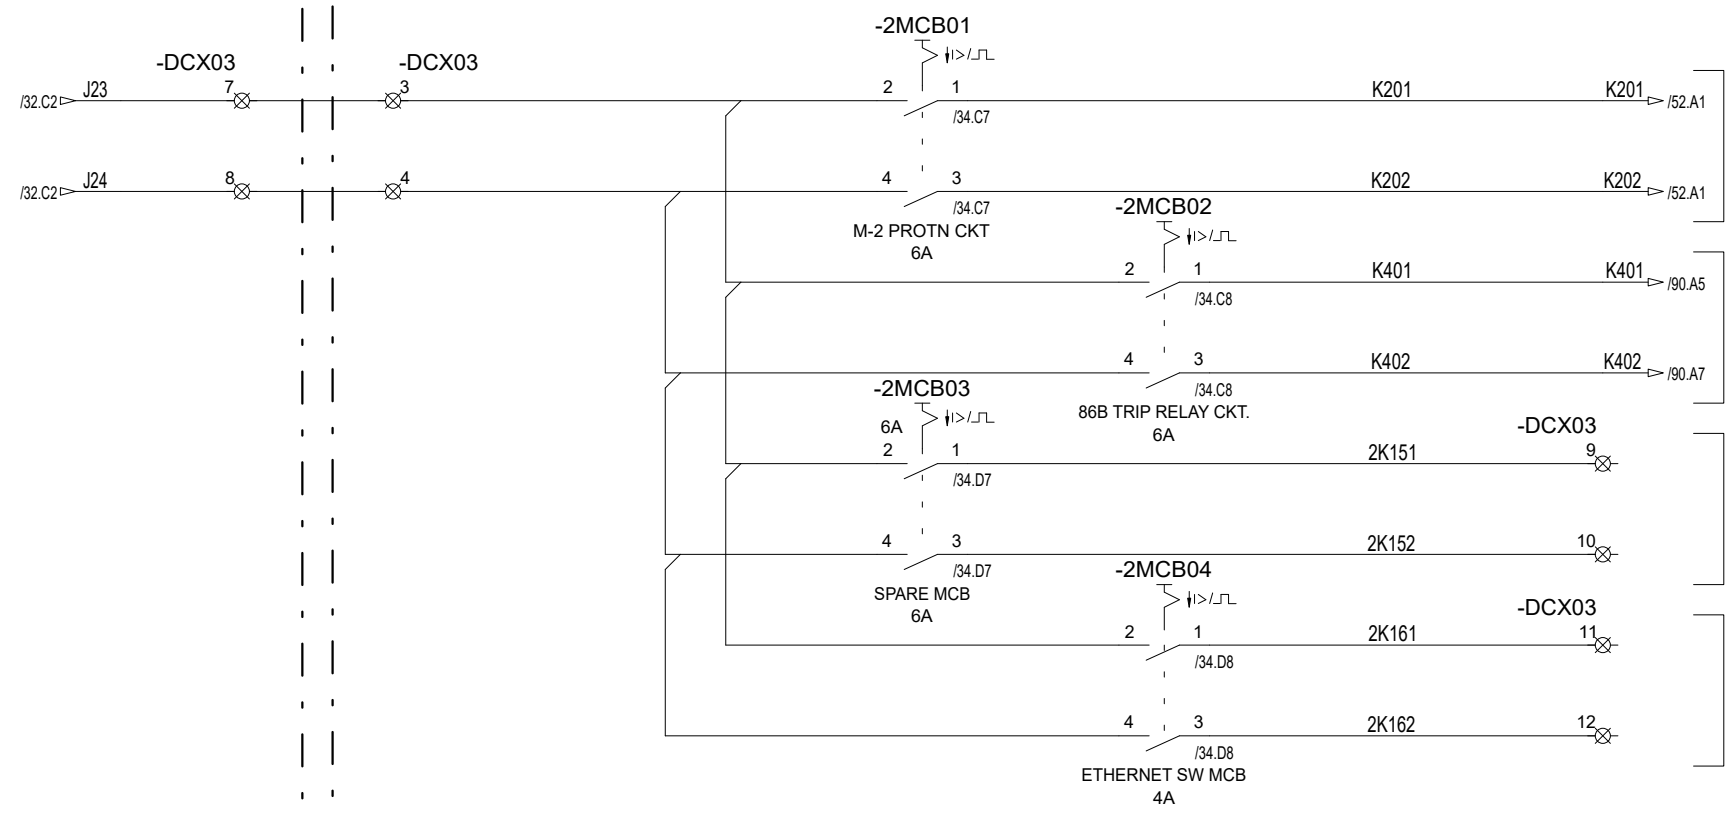 -2MCB01
-DCX03 -DCX03
/32.C2 J23 7 3 2 1 K201 K201 /52.A1
/34.C7
/32.C2 J24 8 4 4 3 K202 K202 /52.A1
/34.C7
-2MCB02
M-2 PROTN CKT
6A
2 1 K401 K401 /90.A5
/34.C8
4 3 K402 K402 /90.A7
/34.C8
-2MCB03
86B TRIP RELAY CKT.
6A
6A
-DCX03
2 1 2K151 9
/34.D7
4 3 2K152 10
/34.D7
-2MCB04
SPARE MCB
6A
-DCX03
2 1 2K161 11
/34.D8
4 3 2K162 12
/34.D8
ETHERNET SW MCB
4A